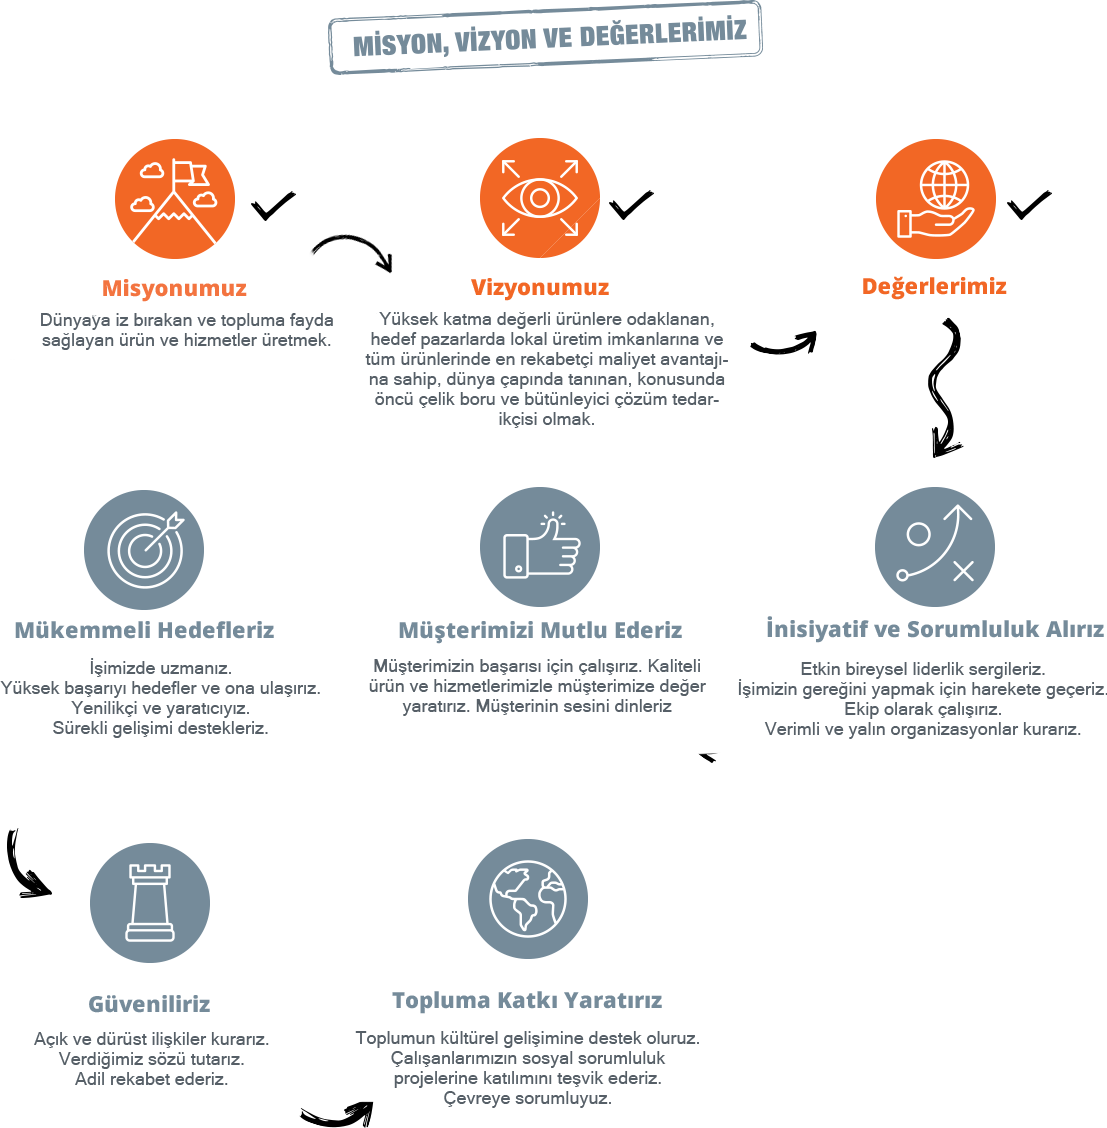 MİSYON, VİZYON VE DEĞERLERİMİZ
Misyonumuz
Dünyaya iz bırakan ve topluma fayda
sağlayan ürün ve hizmetler üretmek.
Vizyonumuz
Yüksek katma değerli ürünlere odaklanan,
hedef pazarlarda lokal üretim imkanlarına ve
tüm ürünlerinde en rekabetçi maliyet avantajı-
na sahip, dünya çapında tanınan, konusunda
öncü çelik boru ve bütünleyici çözüm tedar-
ikçisi olmak.
Değerlerimiz
Mükemmeli Hedefleriz
İşimizde uzmanız.
Yüksek başarıyı hedefler ve ona ulaşırız.
Yenilikçi ve yaratıcıyız.
Sürekli gelişimi destekleriz.
Müşterimizi Mutlu Ederiz
Müşterimizin başarısı için çalışırız. Kaliteli
ürün ve hizmetlerimizle müşterimize değer
yaratırız. Müşterinin sesini dinleriz
İnisiyatif ve Sorumluluk Alırız
Etkin bireysel liderlik sergileriz.
İşimizin gereğini yapmak için harekete geçeriz.
Ekip olarak çalışırız.
Verimli ve yalın organizasyonlar kurarız.
Güveniliriz
Açık ve dürüst ilişkiler kurarız.
Verdiğimiz sözü tutarız.
Adil rekabet ederiz.
Topluma Katkı Yaratırız
Toplumun kültürel gelişimine destek oluruz.
Çalışanlarımızın sosyal sorumluluk
projelerine katılımını teşvik ederiz.
Çevreye sorumluyuz.